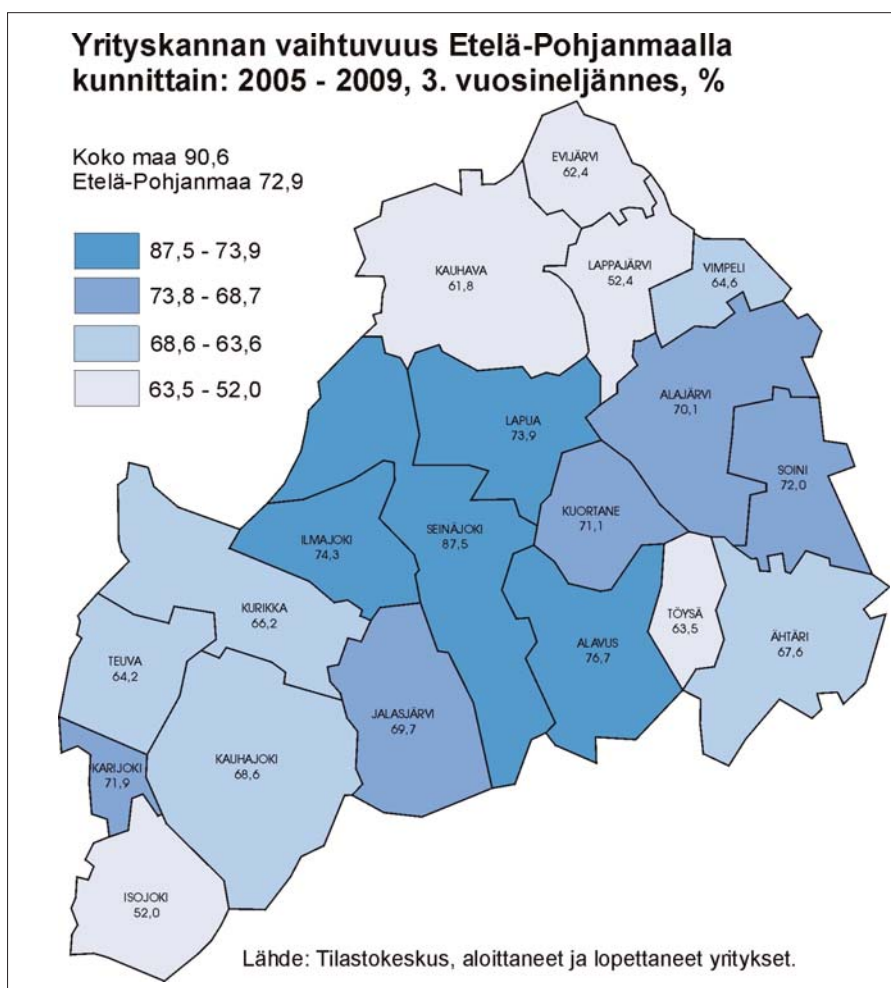 Yrityskannan vaihtuvuus Etelä-Pohjanmaalla
kunnittain: 2005 - 2009, 3. vuosineljännes, %
Koko maa 90,6
Etelä-Pohjanmaa 72,9
87,5 - 73,9
73,8 - 68,7
68,6 - 63,6
63,5 - 52,0
EVIJÄRVI
62,4
KAUHAVA
61,8
LAPPAJÄRVI
52,4
VIMPELI
64,6
ALAJÄRVI
70,1
LAPUA
73,9
SOINI
72,0
KUORTANE
71,1
SEINÄJOKI
87,5
ILMAJOKI
74,3
KURIKKA
66,2
TÖYSÄ
63,5
ÄHTÄRI
67,6
ALAVUS
76,7
TEUVA
64,2
JALASJÄRVI
69,7
KAUHAJOKI
68,6
KARIJOKI
71,9
ISOJOKI
52,0
Lähde: Tilastokeskus, aloittaneet ja lopettaneet yritykset.